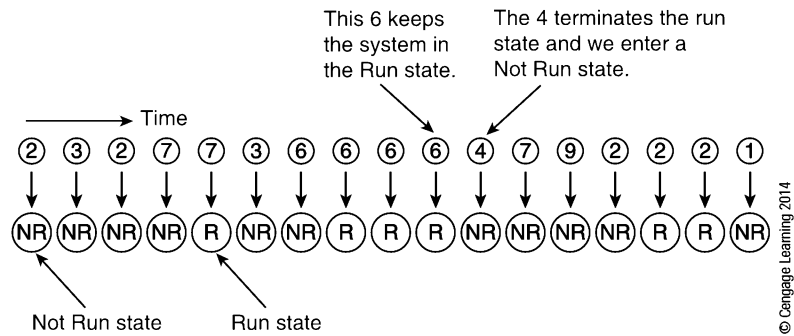 This 6 keeps
the system in
the Run state.
The 4 terminates the run
state and we enter a
Not Run state.
Time
2 3 2 7 7 3 6 6 6 6 4 7 9 2 2 2 1
NR NR NR NR R NR NR R R R NR NR NR NR R R NR
Not Run state
Run state
© Cengage Learning 2014